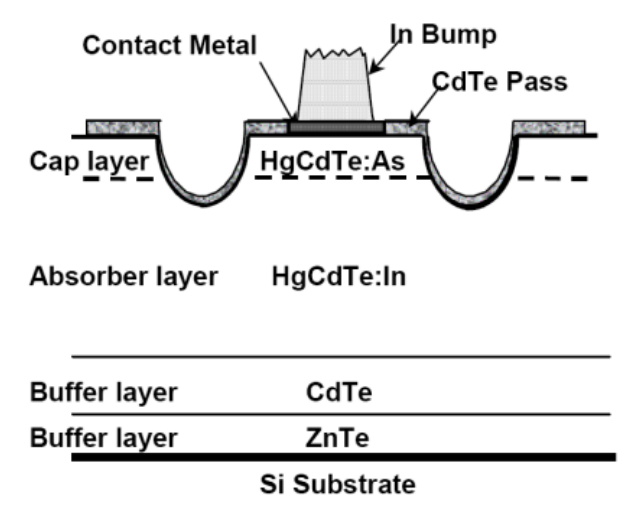 In Bump
Contact Metal
CdTe Pass
Cap layer HgCdTe:As
Absorber layer HgCdTe:In
Buffer layer CdTe
Buffer layer ZnTe
Si Substrate